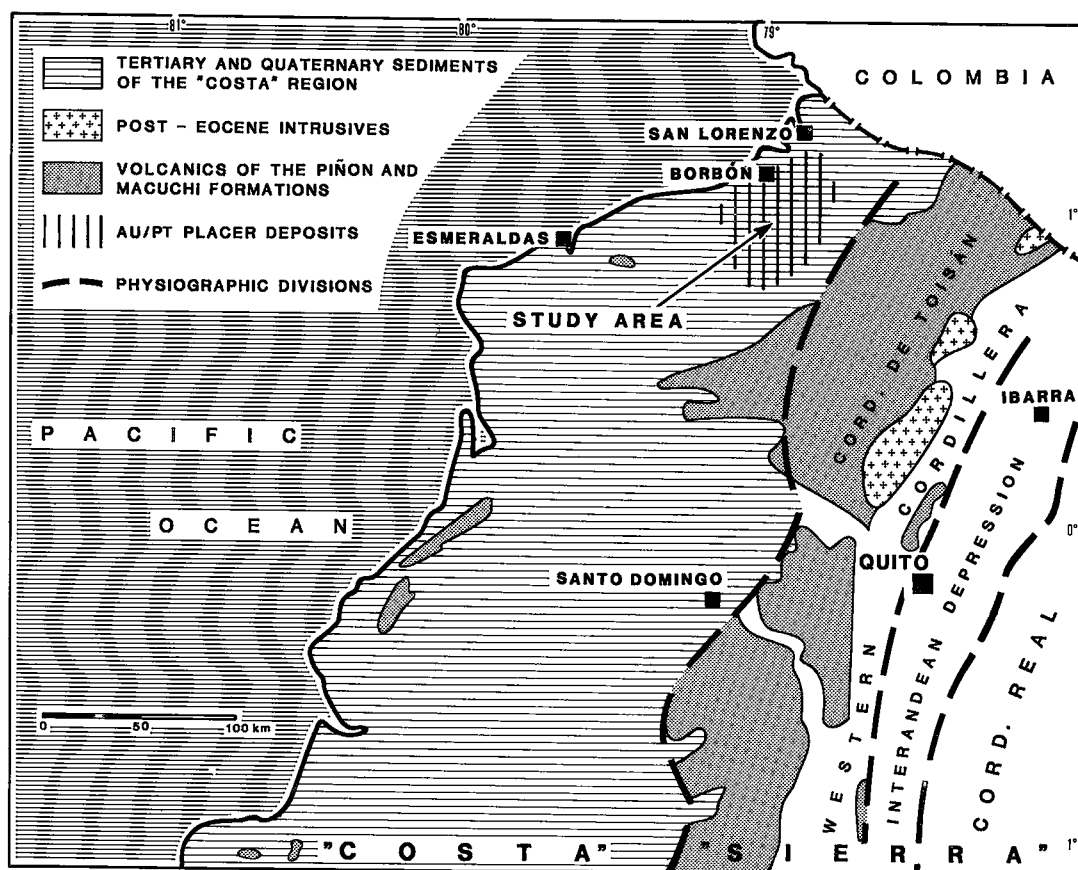 81° 80° 79°
TERTIARY AND QUATERNARY SEDIMENTS
OF THE "COSTA" REGION
POST - EOCENE INTRUSIVES
VOLCANICS OF THE PIÑON AND
MACUCHI FORMATIONS
AU/PT PLACER DEPOSITS
PHYSIOGRAPHIC DIVISIONS
COLOMBIA
SAN LORENZO
BORBÓN
1°
ESMERALDAS
STUDY AREA
CORD. DE TOISAN
IBARRA
PACIFIC
OCEAN
0°
QUITO
SANTO DOMINGO
WESTERN CORDILLERA
INTERANDEAN DEPRESSION
CORD. REAL
0 50 100 km
"COSTA" "SIERRA"
1°